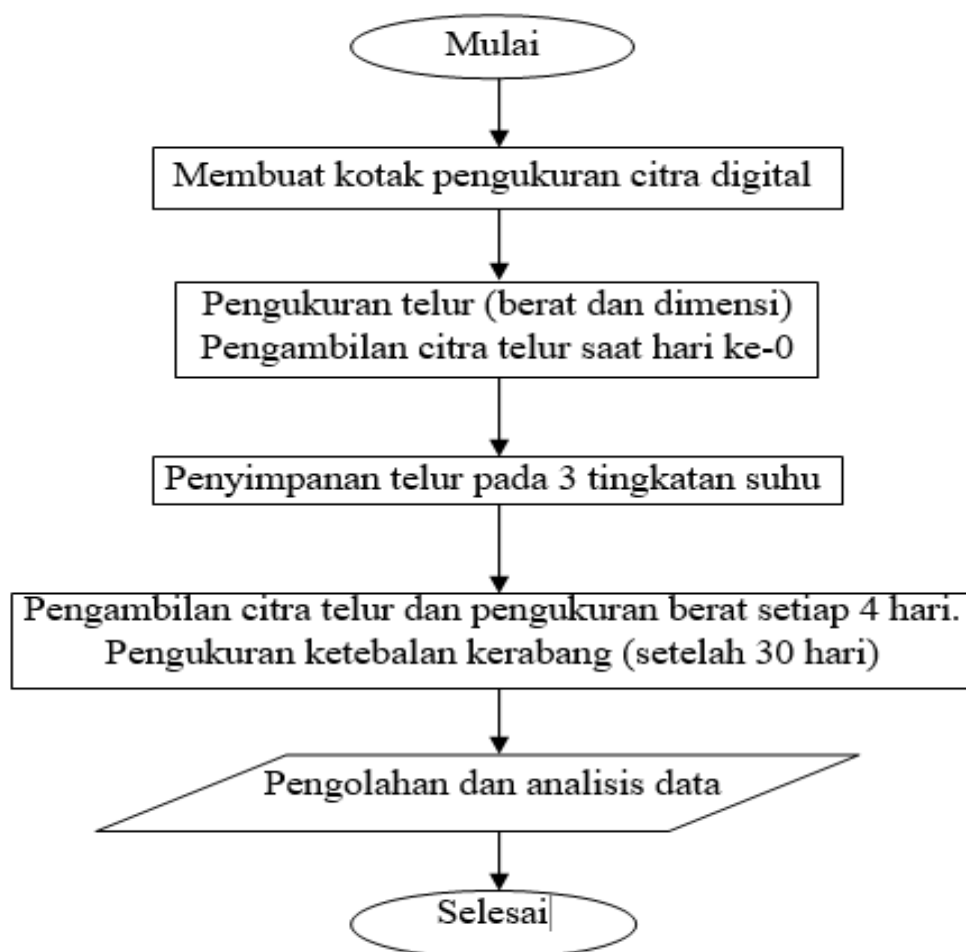 Mulai
Membuat kotak pengukuran citra digital
Pengukuran telur (berat dan dimensi)
Pengambilan citra telur saat hari ke-0
Penyimpanan telur pada 3 tingkatan suhu
Pengambilan citra telur dan pengukuran berat setiap 4 hari.
Pengukuran ketebalan kerabang (setelah 30 hari)
Pengolahan dan analisis data
Selesai